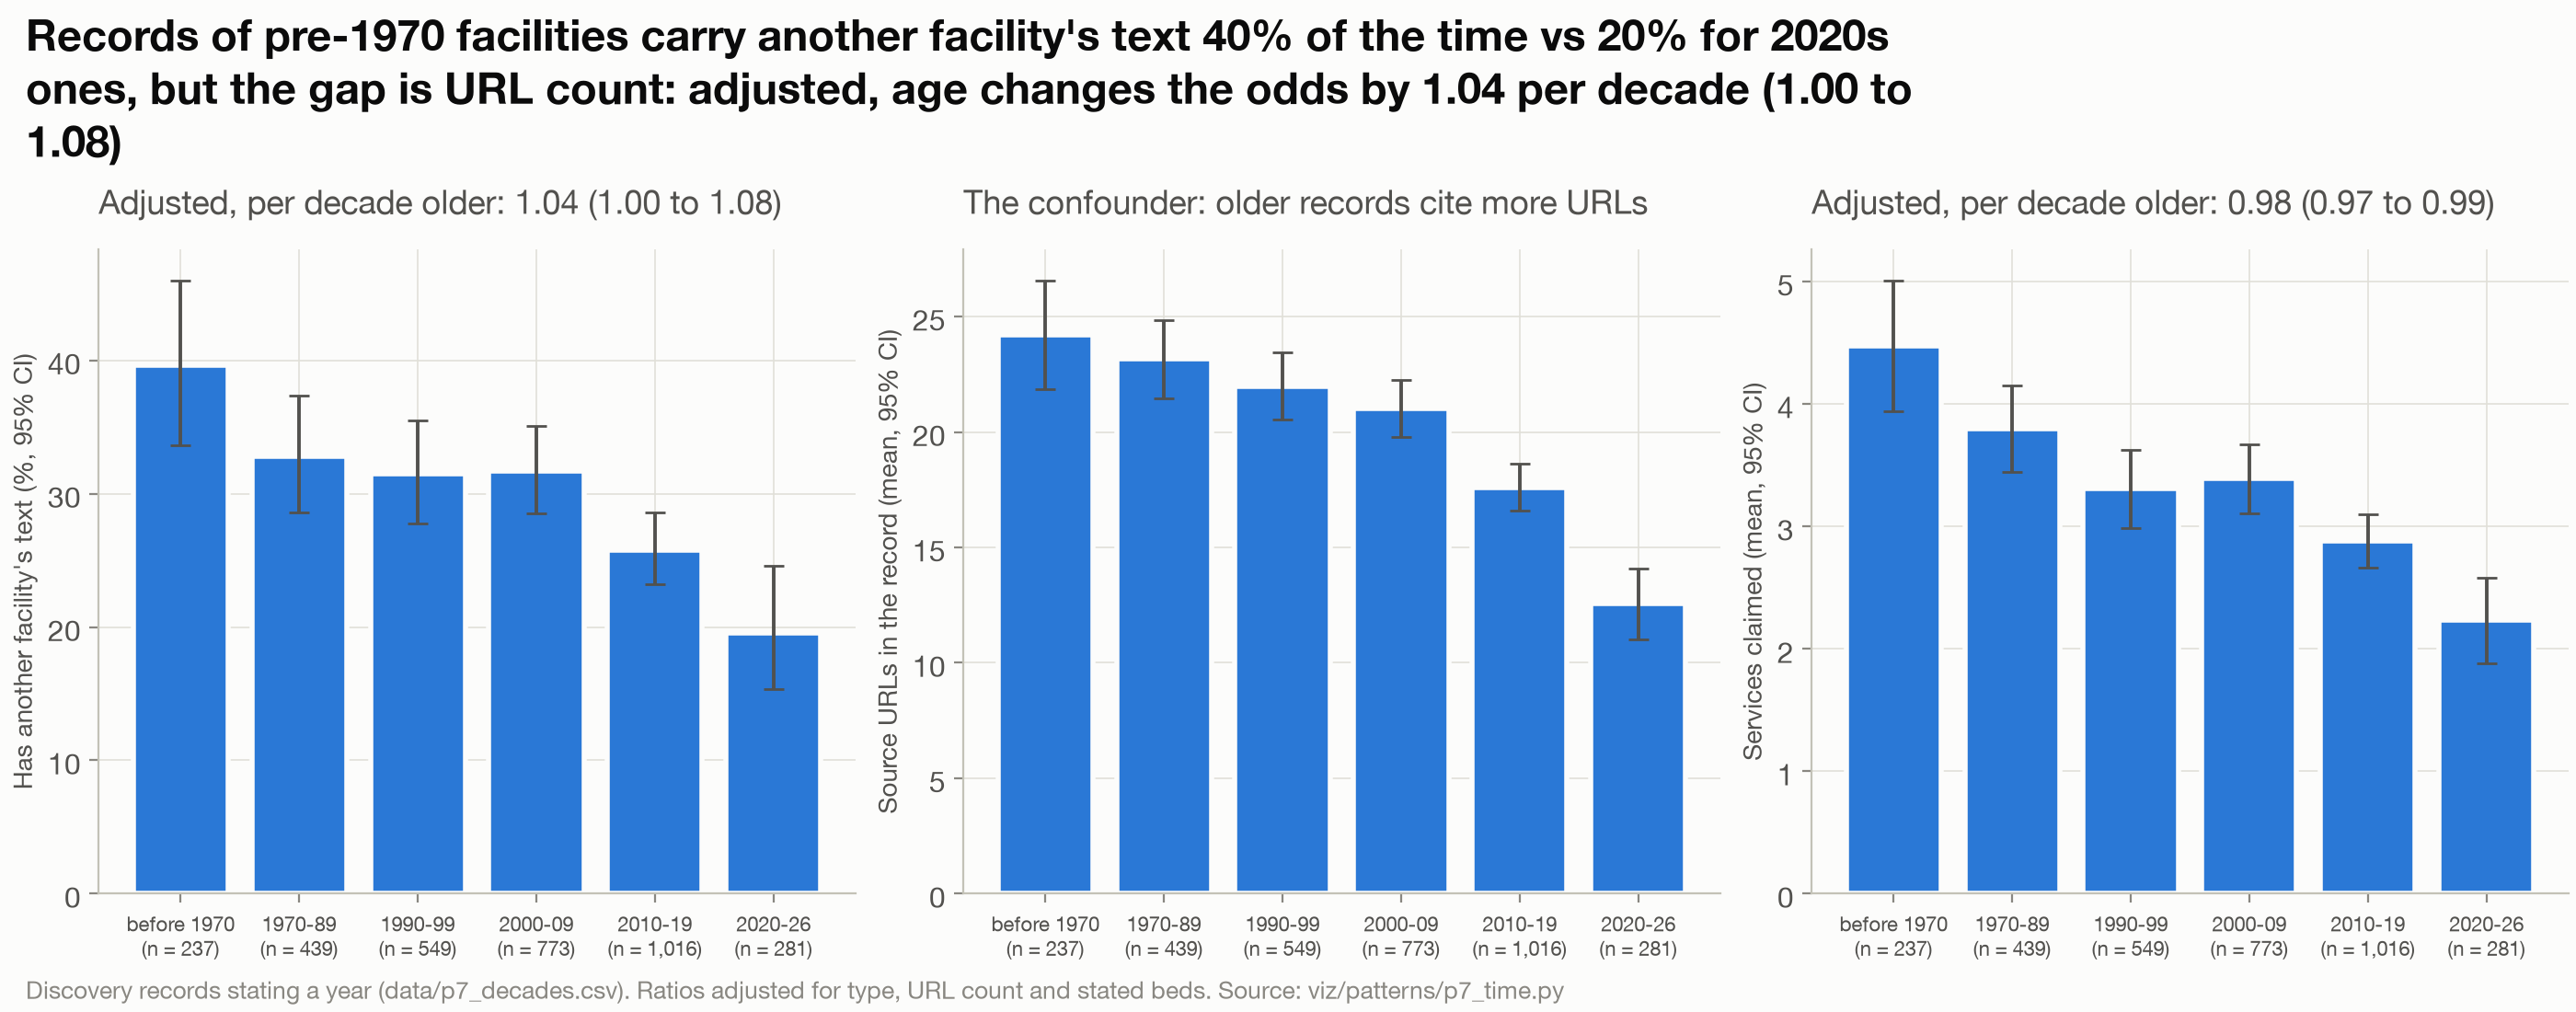 Records of pre-1970 facilities carry another facility's text 40% of the time vs 20% for 2020s
ones, but the gap is URL count: adjusted, age changes the odds by 1.04 per decade (1.00 to
1.08)
Adjusted, per decade older: 1.04 (1.00 to 1.08)
Has another facility's text (%, 95% CI)
40
30
20
10
0
before 1970 1970-89 1990-99 2000-09 2010-19 2020-26
(n = 237) (n = 439) (n = 549) (n = 773) (n = 1,016) (n = 281)
The confounder: older records cite more URLs
Source URLs in the record (mean, 95% CI)
25
20
15
10
5
0
before 1970 1970-89 1990-99 2000-09 2010-19 2020-26
(n = 237) (n = 439) (n = 549) (n = 773) (n = 1,016) (n = 281)
Adjusted, per decade older: 0.98 (0.97 to 0.99)
Services claimed (mean, 95% CI)
5
4
3
2
1
0
before 1970 1970-89 1990-99 2000-09 2010-19 2020-26
(n = 237) (n = 439) (n = 549) (n = 773) (n = 1,016) (n = 281)
Discovery records stating a year (data/p7_decades.csv). Ratios adjusted for type, URL count and stated beds. Source: viz/patterns/p7_time.py